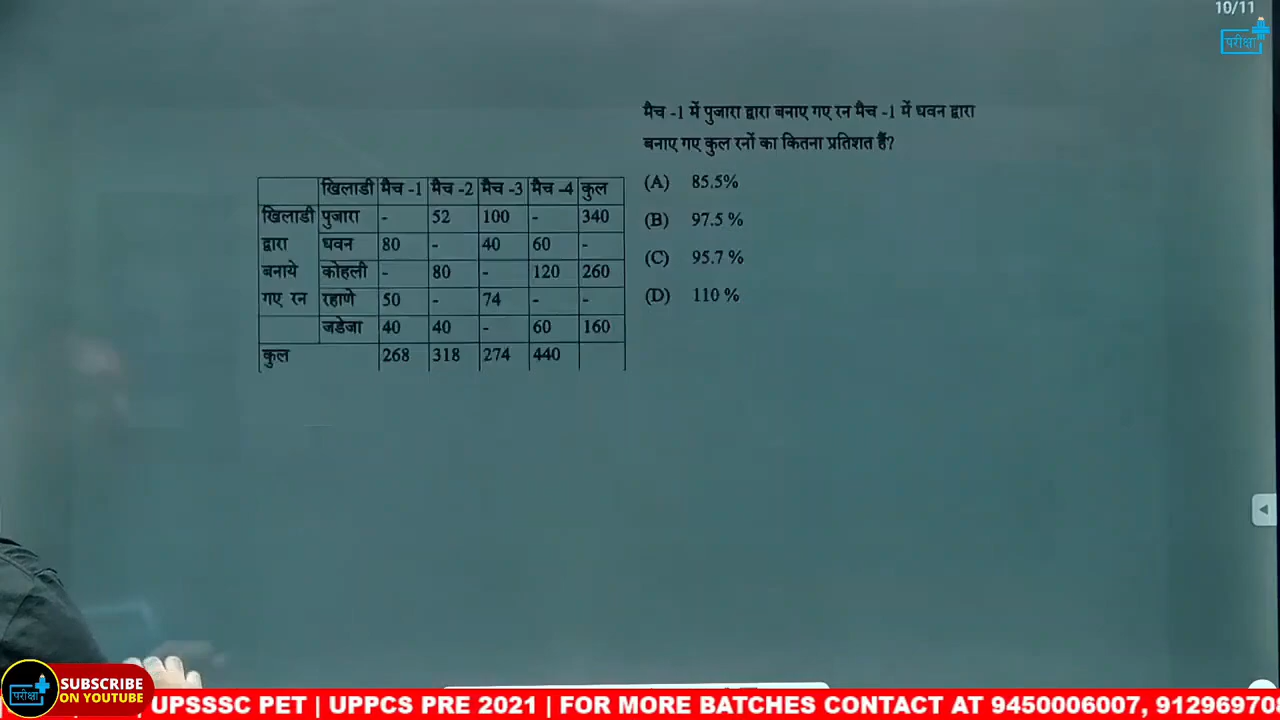 10/11
परीक्षा
मैच -1 में पुजारा द्वारा बनाए गए रन मैच -1 में धवन द्वारा
बनाए गए कुल रनों का कितना प्रतिशत हैं?
(A) 85.5%
(B) 97.5 %
(C) 95.7 %
(D) 110 %
खिलाडी मैच -1 मैच -2 मैच -3 मैच -4 कुल
खिलाडी पुजारा - 52 100 - 340
द्वारा धवन 80 - 40 60 -
बनाये कोहली - 80 - 120 260
गए रन रहाणे 50 - 74 - -
जडेजा 40 40 - 60 160
कुल 268 318 274 440
परीक्षा
SUBSCRIBE
ON YOUTUBE
UPSSSC PET | UPPCS PRE 2021 | FOR MORE BATCHES CONTACT AT 9450006007, 912969708